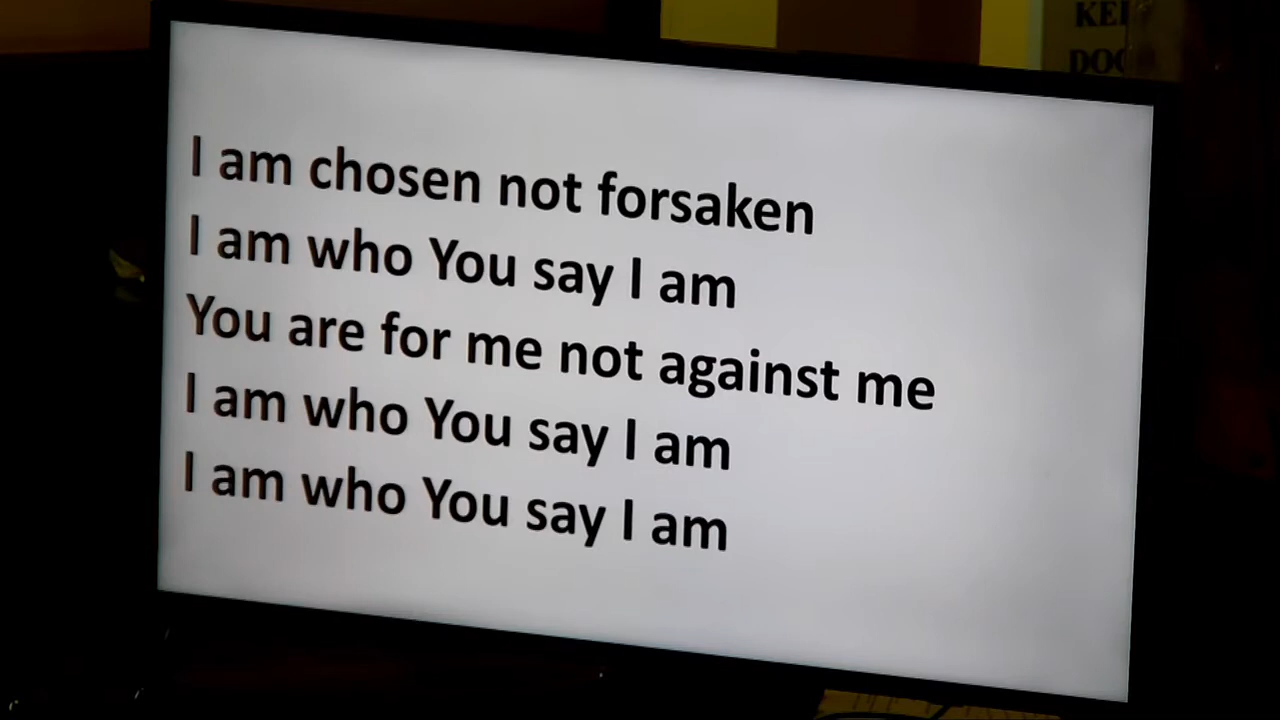 I am chosen not forsaken
I am who You say I am
You are for me not against me
I am who You say I am
I am who You say I am